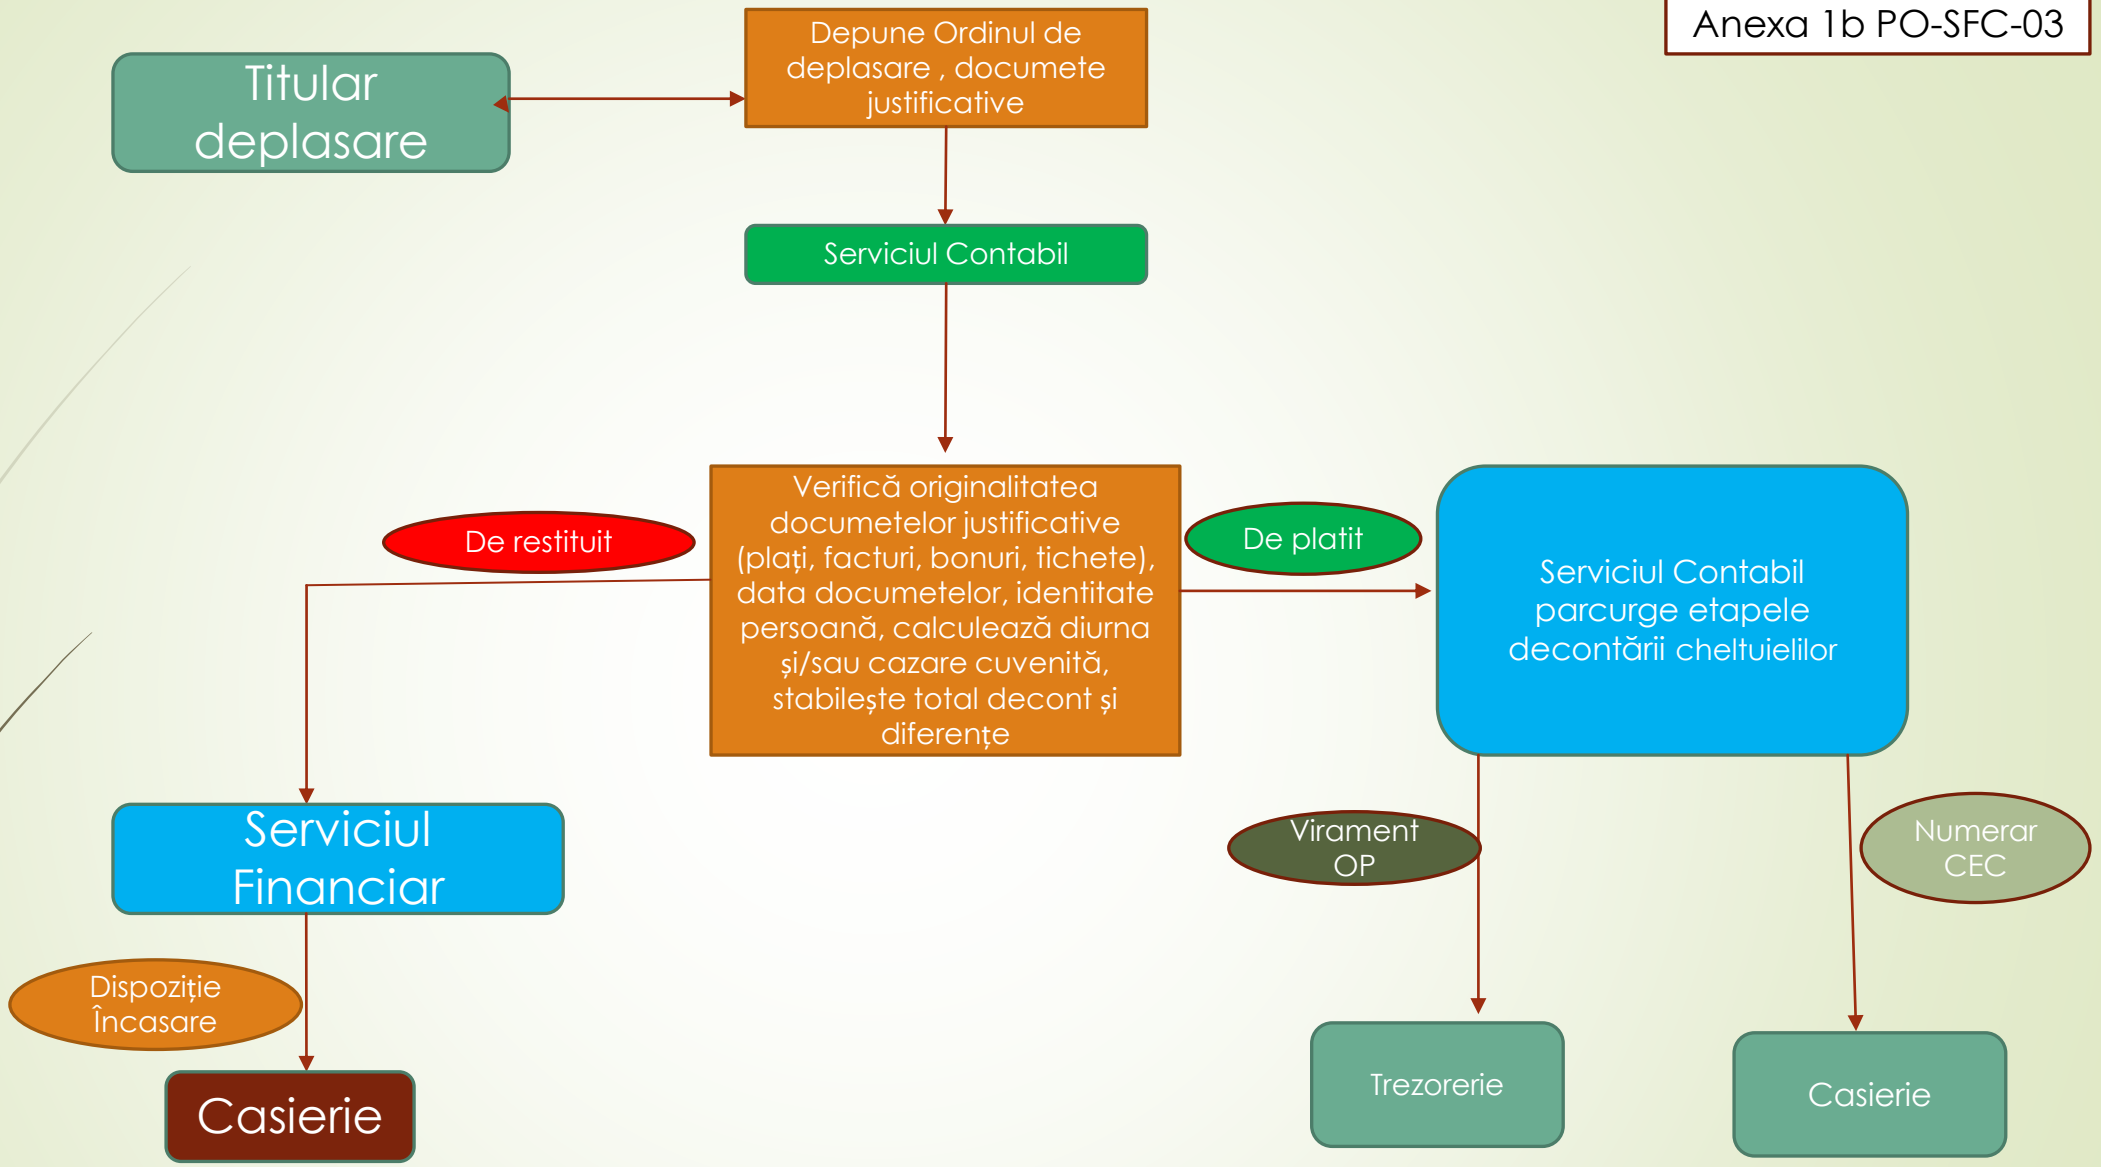 Anexa 1b PO-SFC-03
Titular
deplasare
Depune Ordinul de
deplasare , documete
justificative
Serviciul Contabil
De restituit
Verifică originalitatea
documetelor justificative
(plați, facturi, bonuri, tichete),
data documetelor, identitate
persoană, calculează diurna
și/sau cazare cuvenită,
stabilește total decont și
diferențe
De platit
Serviciul Contabil
parcurge etapele
decontării cheltuielilor
Serviciul
Financiar
Virament
OP
Numerar
CEC
Dispoziție
Încasare
Casierie
Trezorerie
Casierie